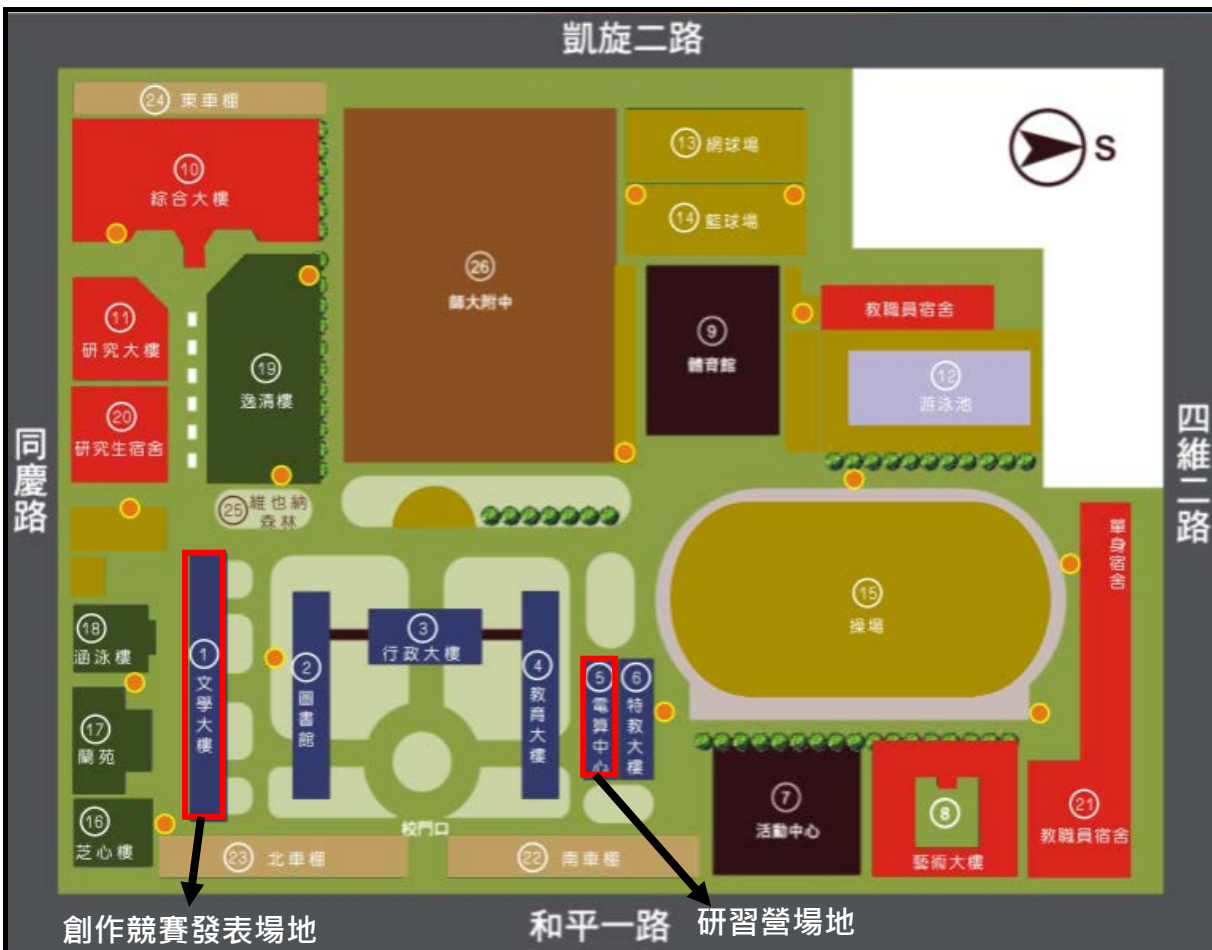 凱旋二路
24 東車棚
10
綜合大樓
26
師大附中
13 網球場
14 籃球場
S
11
研究大樓
19
逸清樓
9
體育館
教職員宿舍
12
游泳池
20
研究生宿舍
同慶路
四維二路
25 維也納
森林
單身宿舍
15
操場
18
涵泳樓
1 文學大樓
2 圖書館
3
行政大樓
4 教育大樓
5 電算中心
6 特教大樓
17
蘭苑
16
芝心樓
校門口
7
活動中心
8
藝術大樓
21
教職員宿舍
23 北車棚
22 南車棚
創作競賽發表場地
和平一路
研習營場地